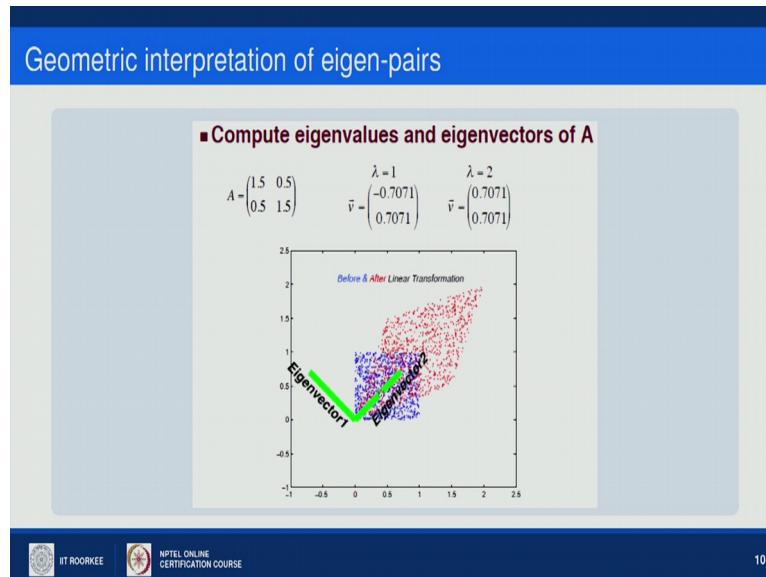 Geometric interpretation of eigen-pairs
■ Compute eigenvalues and eigenvectors of A
λ = 1 λ = 2
A = (1.5 0.5
0.5 1.5)
v⃗ = (-0.7071
0.7071)
v⃗ = (0.7071
0.7071)
Before & After Linear Transformation
2.5
2
1.5
1
0.5
0
-0.5
-1
Eigenvector1
Eigenvector2
-1 -0.5 0 0.5 1 1.5 2 2.5
IIT ROORKEE
NPTEL ONLINE
CERTIFICATION COURSE
10